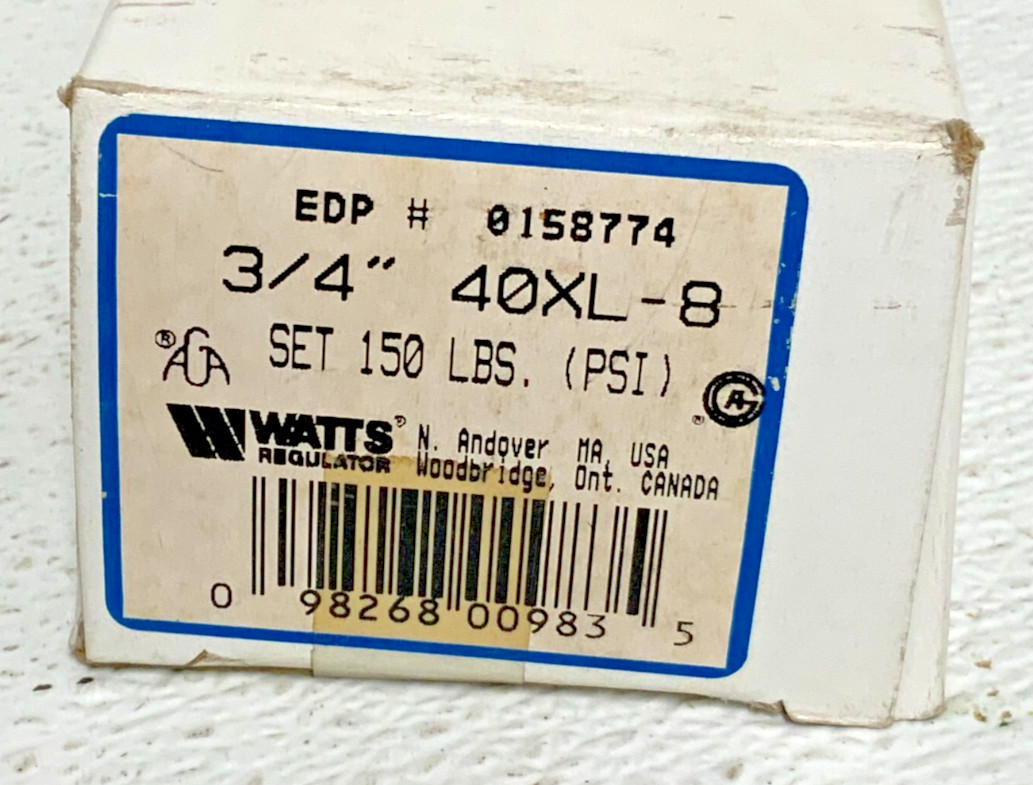 EDP # 0158774
3/4" 40XL-8
® AGA SET 150 LBS. (PSI)
WATTS® N. Andover MA, USA ®
REGULATOR Woodbridge, Ont. CANADA
0 98268 00983 5